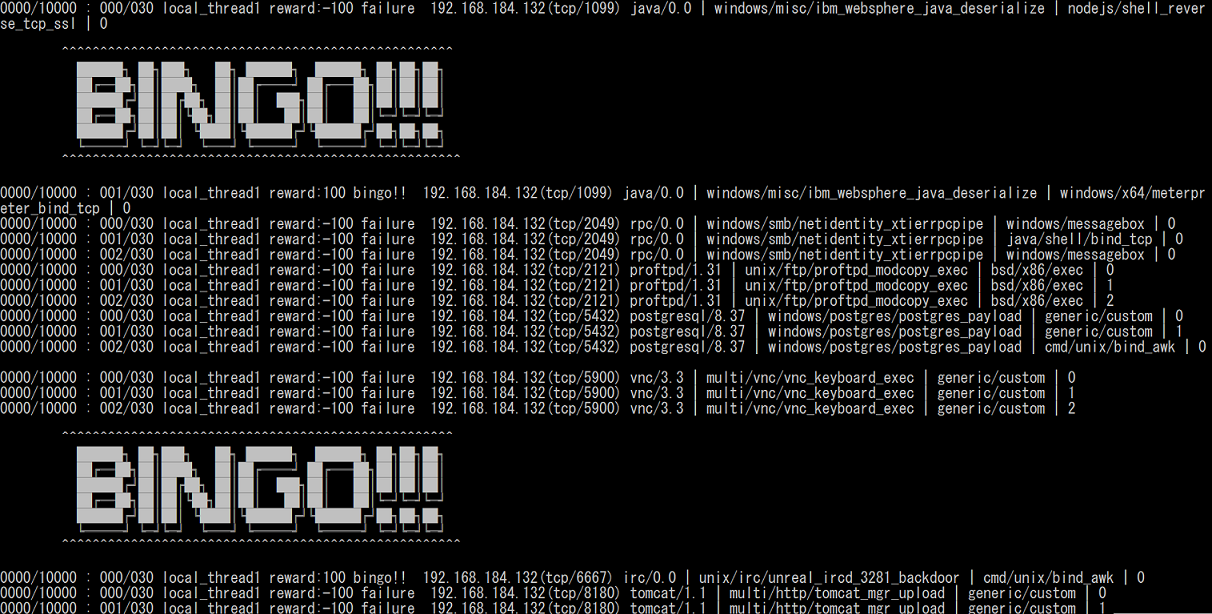 0000/10000 : 000/030 local_thread1 reward:-100 failure 192.168.184.132(tcp/1099) java/0.0 | windows/misc/ibm_websphere_java_deserialize | nodejs/shell_rever
se_tcp_ssl | 0
^^^^^^^^^^^^^^^^^^^^^^^^^^^^^^^^^^^^^^^^^^^^^^^^^^^
BINGO!!!
^^^^^^^^^^^^^^^^^^^^^^^^^^^^^^^^^^^^^^^^^^^^^^^^^^^^
0000/10000 : 001/030 local_thread1 reward:100 bingo!! 192.168.184.132(tcp/1099) java/0.0 | windows/misc/ibm_websphere_java_deserialize | windows/x64/meterpr
eter_bind_tcp | 0
0000/10000 : 000/030 local_thread1 reward:-100 failure 192.168.184.132(tcp/2049) rpc/0.0 | windows/smb/netidentity_xtierrpcpipe | windows/messagebox | 0
0000/10000 : 001/030 local_thread1 reward:-100 failure 192.168.184.132(tcp/2049) rpc/0.0 | windows/smb/netidentity_xtierrpcpipe | java/shell/bind_tcp | 0
0000/10000 : 002/030 local_thread1 reward:-100 failure 192.168.184.132(tcp/2049) rpc/0.0 | windows/smb/netidentity_xtierrpcpipe | windows/messagebox | 0
0000/10000 : 000/030 local_thread1 reward:-100 failure 192.168.184.132(tcp/2121) proftpd/1.31 | unix/ftp/proftpd_modcopy_exec | bsd/x86/exec | 0
0000/10000 : 001/030 local_thread1 reward:-100 failure 192.168.184.132(tcp/2121) proftpd/1.31 | unix/ftp/proftpd_modcopy_exec | bsd/x86/exec | 1
0000/10000 : 002/030 local_thread1 reward:-100 failure 192.168.184.132(tcp/2121) proftpd/1.31 | unix/ftp/proftpd_modcopy_exec | bsd/x86/exec | 2
0000/10000 : 000/030 local_thread1 reward:-100 failure 192.168.184.132(tcp/5432) postgresql/8.37 | windows/postgres/postgres_payload | generic/custom | 0
0000/10000 : 001/030 local_thread1 reward:-100 failure 192.168.184.132(tcp/5432) postgresql/8.37 | windows/postgres/postgres_payload | generic/custom | 1
0000/10000 : 002/030 local_thread1 reward:-100 failure 192.168.184.132(tcp/5432) postgresql/8.37 | windows/postgres/postgres_payload | cmd/unix/bind_awk | 0
0000/10000 : 000/030 local_thread1 reward:-100 failure 192.168.184.132(tcp/5900) vnc/3.3 | multi/vnc/vnc_keyboard_exec | generic/custom | 0
0000/10000 : 001/030 local_thread1 reward:-100 failure 192.168.184.132(tcp/5900) vnc/3.3 | multi/vnc/vnc_keyboard_exec | generic/custom | 1
0000/10000 : 002/030 local_thread1 reward:-100 failure 192.168.184.132(tcp/5900) vnc/3.3 | multi/vnc/vnc_keyboard_exec | generic/custom | 2
^^^^^^^^^^^^^^^^^^^^^^^^^^^^^^^^^^^^^^^^^^^^^^^^^^^
BINGO!!!
^^^^^^^^^^^^^^^^^^^^^^^^^^^^^^^^^^^^^^^^^^^^^^^^^^^^
0000/10000 : 000/030 local_thread1 reward:100 bingo!! 192.168.184.132(tcp/6667) irc/0.0 | unix/irc/unreal_ircd_3281_backdoor | cmd/unix/bind_awk | 0
0000/10000 : 000/030 local_thread1 reward:-100 failure 192.168.184.132(tcp/8180) tomcat/1.1 | multi/http/tomcat_mgr_upload | generic/custom | 0
0000/10000 : 001/030 local_thread1 reward:-100 failure 192.168.184.132(tcp/8180) tomcat/1.1 | multi/http/tomcat_mgr_upload | generic/custom | 1